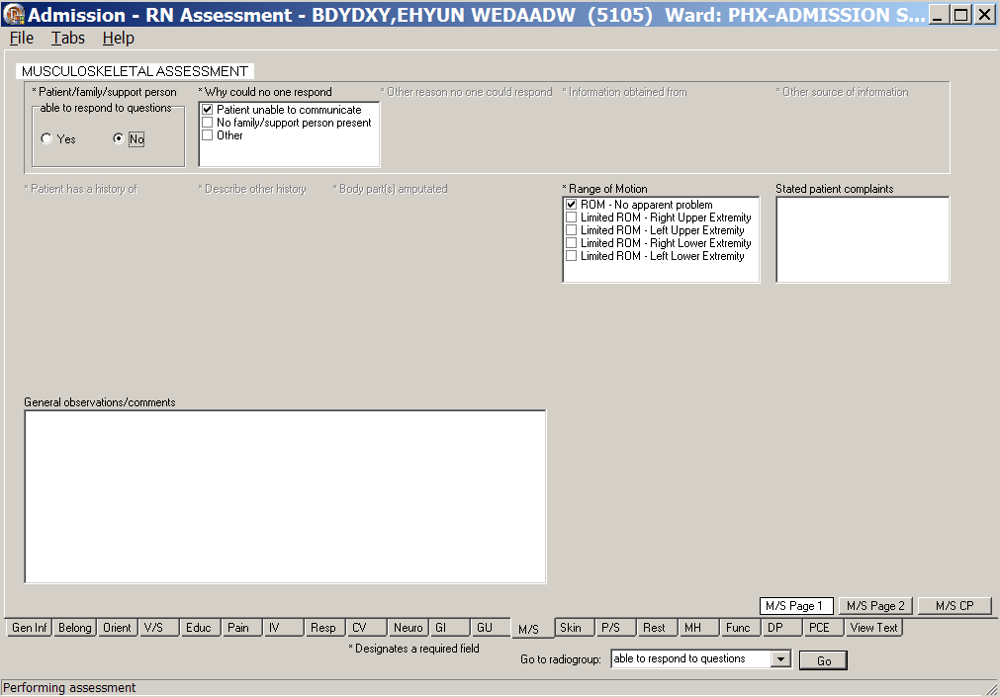 Admission - RN Assessment - BDYDXY,EHYUN WEDAADW (5105) Ward: PHX-ADMISSION S...
File Tabs Help
MUSCULOSKELETAL ASSESSMENT
* Patient/family/support person
able to respond to questions
Yes
No
* Why could no one respond
Patient unable to communicate
No family/support person present
Other
* Other reason no one could respond
* Information obtained from
* Other source of information
* Patient has a history of
* Describe other history
* Body part(s) amputated
* Range of Motion
ROM - No apparent problem
Limited ROM - Right Upper Extremity
Limited ROM - Left Upper Extremity
Limited ROM - Right Lower Extremity
Limited ROM - Left Lower Extremity
Stated patient complaints
General observations/comments
M/S Page 1 M/S Page 2 M/S CP
Gen Inf Belong Orient V/S Educ Pain IV Resp CV Neuro GI GU M/S Skin P/S Rest MH Func DP PCE View Text
* Designates a required field
Go to radiogroup: able to respond to questions Go
Performing assessment